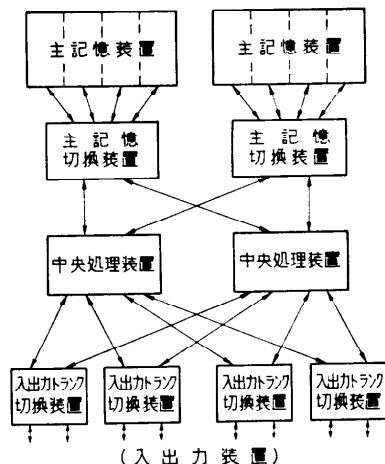 主記憶装置
主記憶装置
主記憶
切換装置
主記憶
切換装置
中央処理装置
中央処理装置
入出力トランク
切換装置
入出力トランク
切換装置
入出力トランク
切換装置
入出力トランク
切換装置
(入出力装置)